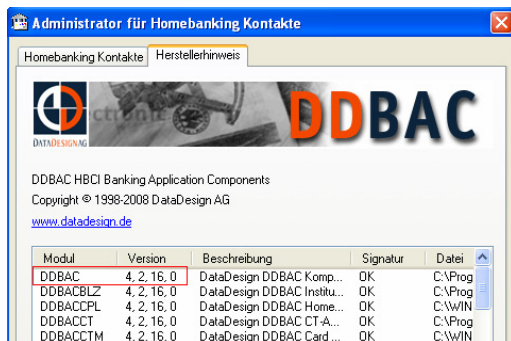 Administrator für Homebanking Kontakte
Homebanking Kontakte Herstellerhinweis
ctronic
DDBAC
DATADESIGN AG
DDBAC HBCI Banking Application Components
Copyright © 1998-2008 DataDesign AG
www.datadesign.de
Modul Version Beschreibung Signatur Datei
DDBAC 4, 2, 16, 0 DataDesign DDBAC Komp... OK C:\Prog
DDBACBLZ 4, 2, 16, 0 DataDesign DDBAC Institu... OK C:\Prog
DDBACCPL 4, 2, 16, 0 DataDesign DDBAC Home... OK C:\WIN
DDBACCT 4, 2, 16, 0 DataDesign DDBAC CT-A... OK C:\Prog
DDBACCTM 4, 2, 16, 0 DataDesign DDBAC Card ... OK C:\WIN